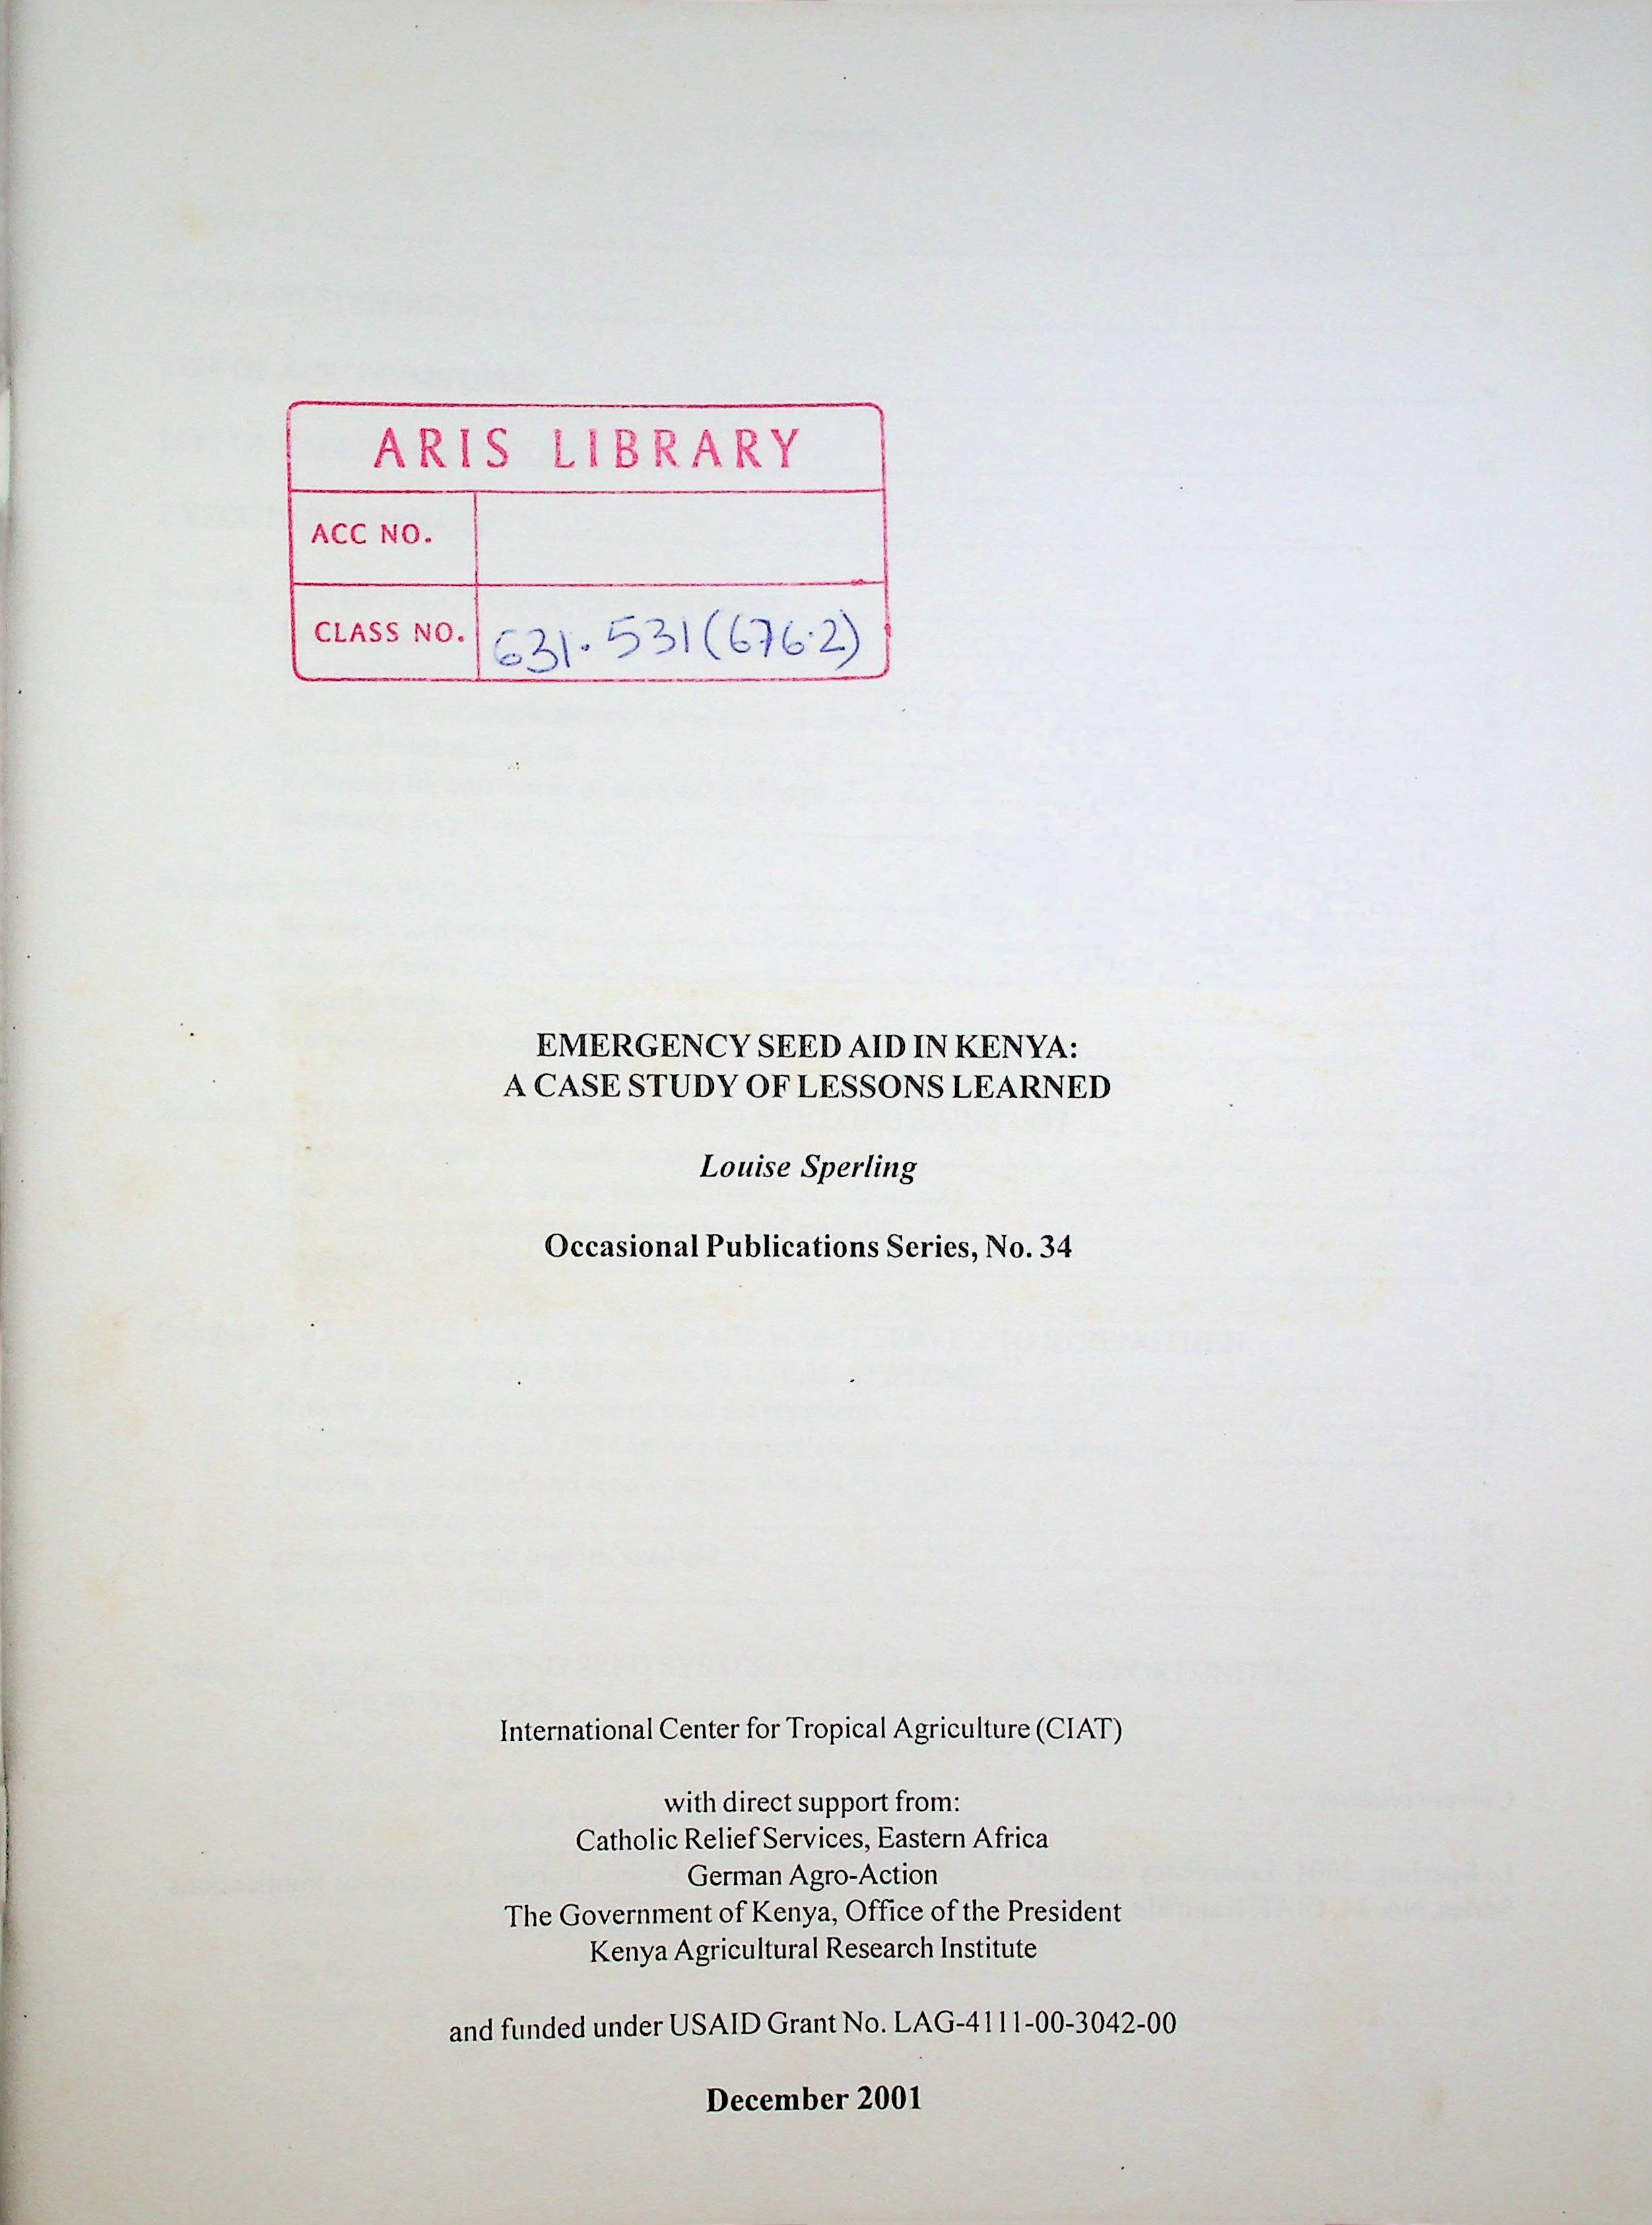 ARIS LIBRARY
ACC NO.
CLASS NO. 631.531(676.2)
EMERGENCY SEED AID IN KENYA:
A CASE STUDY OF LESSONS LEARNED
Louise Sperling
Occasional Publications Series, No. 34
International Center for Tropical Agriculture (CIAT)
with direct support from:
Catholic Relief Services, Eastern Africa
German Agro-Action
The Government of Kenya, Office of the President
Kenya Agricultural Research Institute
and funded under USAID Grant No. LAG-4111-00-3042-00
December 2001